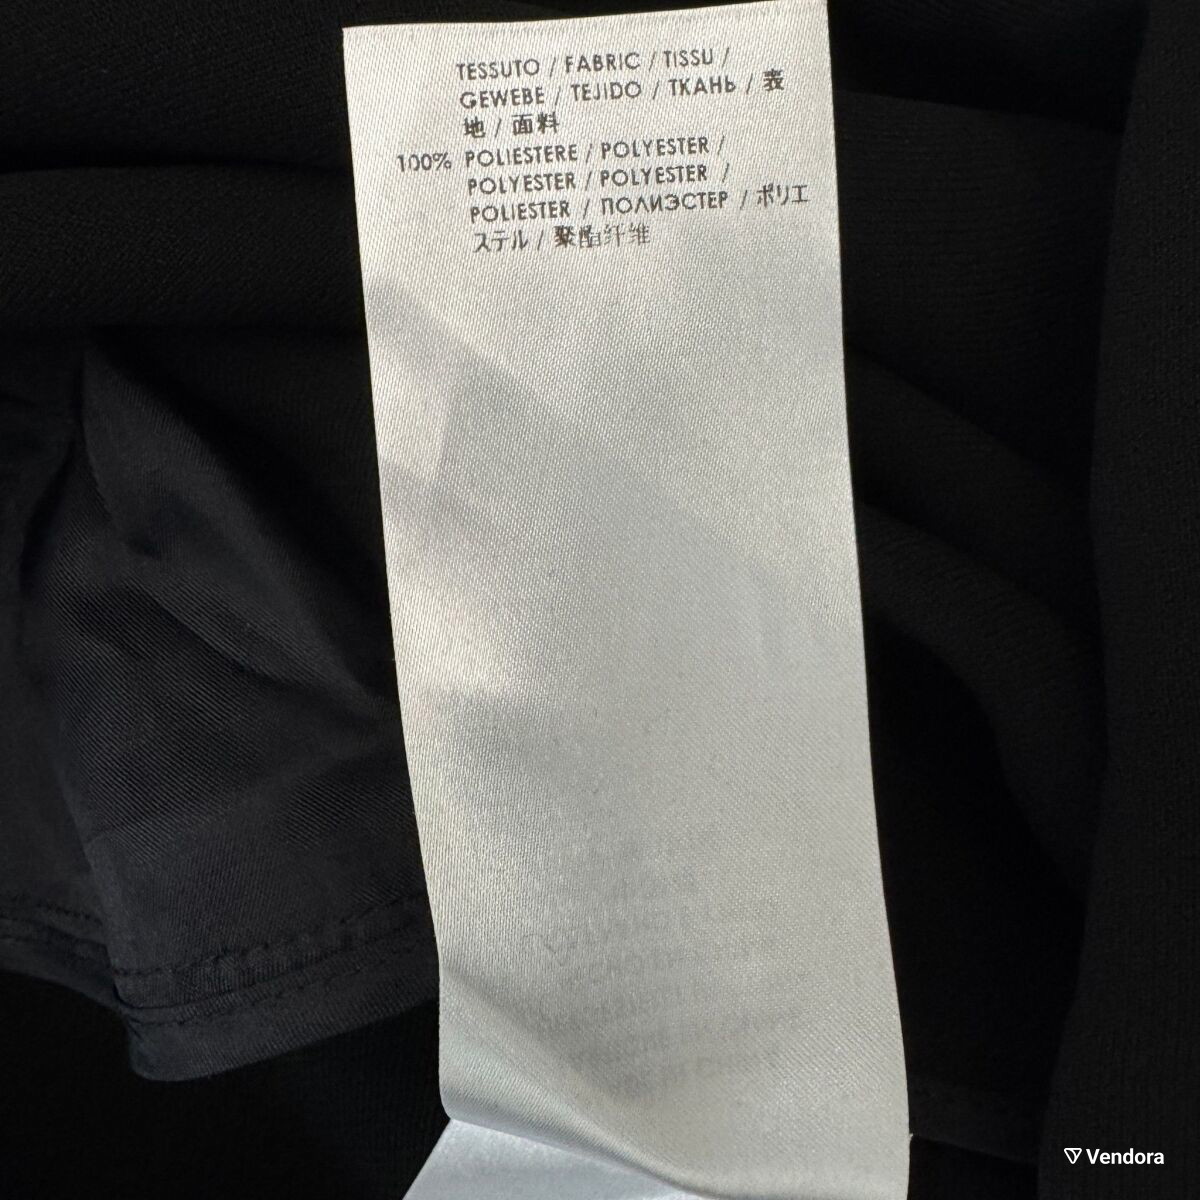 TESSUTO / FABRIC / TISSU /
GEWEBE / TEJIDO / ТКАНЬ / 表
地 / 面料
100% POLIESTERE / POLYESTER /
POLYESTER / POLYESTER /
POLIESTER / ПОЛИЭСТЕР / ポリエ
ステル / 聚酯纤维
Vendora